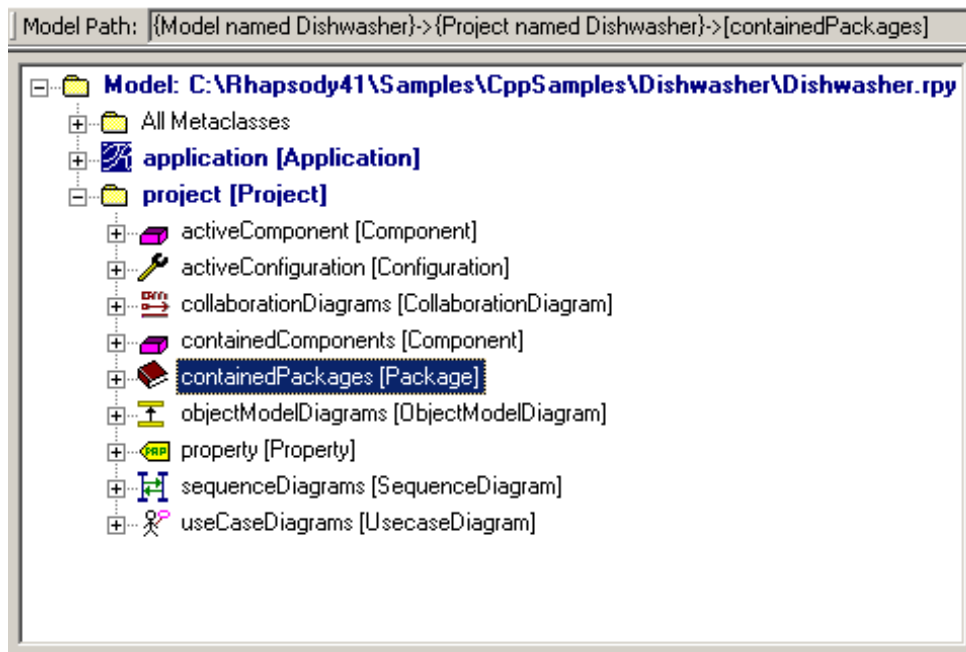 Model Path: {Model named Dishwasher}->{Project named Dishwasher}->[containedPackages]
Model: C:\Rhapsody41\Samples\CppSamples\Dishwasher\Dishwasher.rpy
All Metaclasses
application [Application]
project [Project]
activeComponent [Component]
activeConfiguration [Configuration]
collaborationDiagrams [CollaborationDiagram]
containedComponents [Component]
containedPackages [Package]
objectModelDiagrams [ObjectModelDiagram]
PRP property [Property]
sequenceDiagrams [SequenceDiagram]
useCaseDiagrams [UsecaseDiagram]